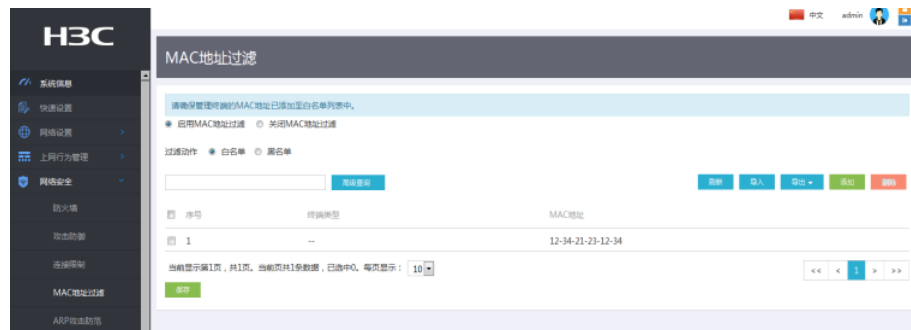 中文 admin
H3C
MAC地址过滤
系统信息
快速设置
网络设置
上网行为管理
网络安全
防火墙
攻击防御
连接限制
MAC地址过滤
ARP攻击防范
请确保管理终端的MAC地址已添加至白名单列表中。
启用MAC地址过滤 关闭MAC地址过滤
过滤动作 白名单 黑名单
高级查询 刷新 导入 导出 添加 删除
序号 终端类型 MAC地址
1 -- 12-34-21-23-12-34
当前显示第1页，共1页。当前页共1条数据，已选中0。每页显示： 10
<< < 1 > >>
保存